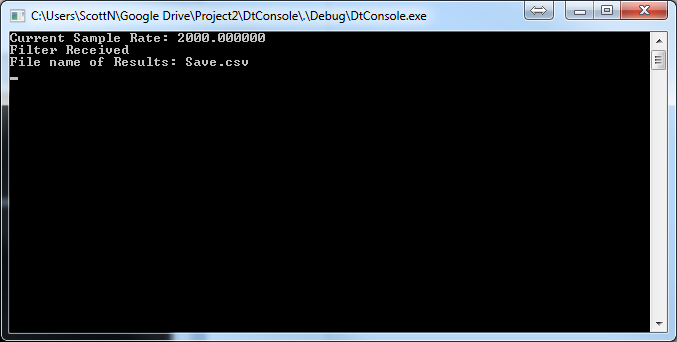 C:\Users\ScottN\Google Drive\Project2\DtConsole\.\Debug\DtConsole.exe
Current Sample Rate: 2000.000000
Filter Received
File name of Results: Save.csv